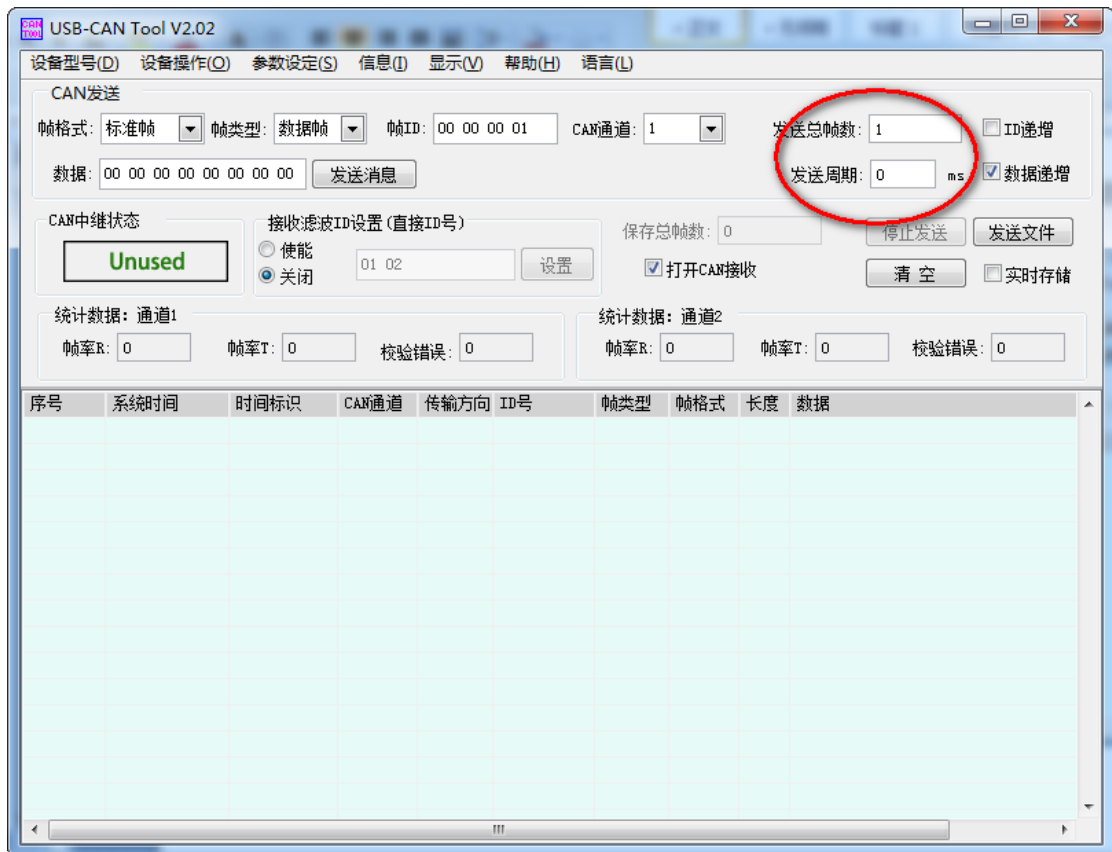 CAN TOOL USB-CAN Tool V2.02
设备型号(D) 设备操作(O) 参数设定(S) 信息(I) 显示(V) 帮助(H) 语言(L)
CAN发送
帧格式: 标准帧 帧类型: 数据帧 帧ID: 00 00 00 01 CAN通道: 1 发送总帧数: 1 ID递增
数据: 00 00 00 00 00 00 00 00 发送消息 发送周期: 0 ms 数据递增
CAN中继状态 接收滤波ID设置(直接ID号) 保存总帧数: 0 停止发送 发送文件
Unused 使能 01 02 设置 打开CAN接收 清 空 实时存储
关闭
统计数据: 通道1 统计数据: 通道2
帧率R: 0 帧率T: 0 校验错误: 0 帧率R: 0 帧率T: 0 校验错误: 0
序号 系统时间 时间标识 CAN通道 传输方向 ID号 帧类型 帧格式 长度 数据